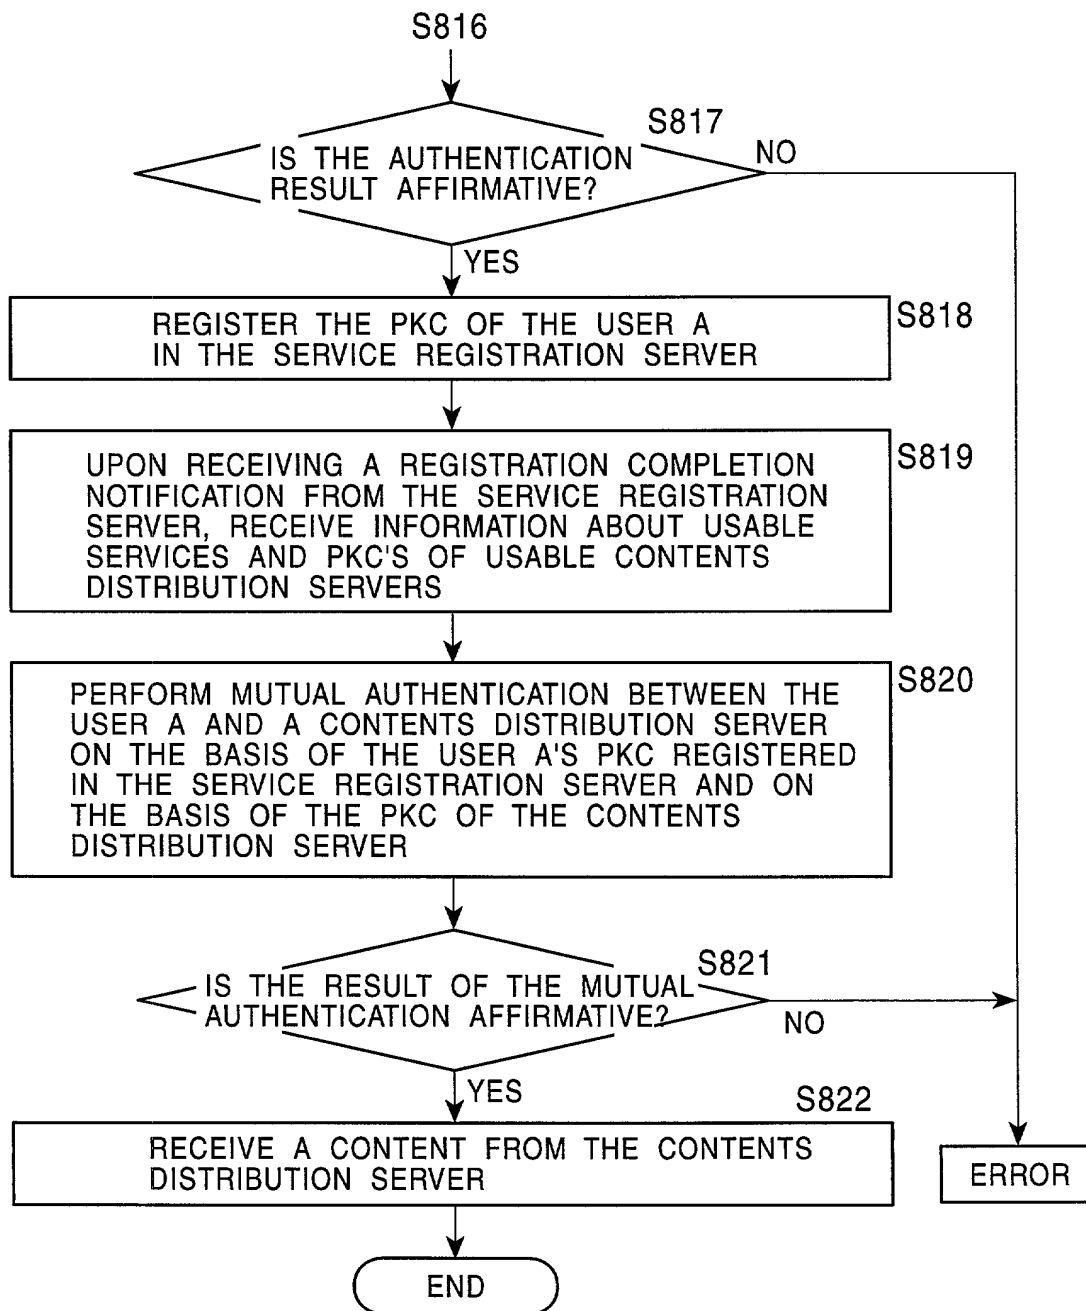 S816
S817
IS THE AUTHENTICATION
RESULT AFFIRMATIVE?
NO
YES
S818
REGISTER THE PKC OF THE USER A
IN THE SERVICE REGISTRATION SERVER
S819
UPON RECEIVING A REGISTRATION COMPLETION
NOTIFICATION FROM THE SERVICE REGISTRATION
SERVER, RECEIVE INFORMATION ABOUT USABLE
SERVICES AND PKC'S OF USABLE CONTENTS
DISTRIBUTION SERVERS
S820
PERFORM MUTUAL AUTHENTICATION BETWEEN THE
USER A AND A CONTENTS DISTRIBUTION SERVER
ON THE BASIS OF THE USER A'S PKC REGISTERED
IN THE SERVICE REGISTRATION SERVER AND ON
THE BASIS OF THE PKC OF THE CONTENTS
DISTRIBUTION SERVER
S821
IS THE RESULT OF THE MUTUAL
AUTHENTICATION AFFIRMATIVE?
NO
YES
S822
RECEIVE A CONTENT FROM THE CONTENTS
DISTRIBUTION SERVER
ERROR
END